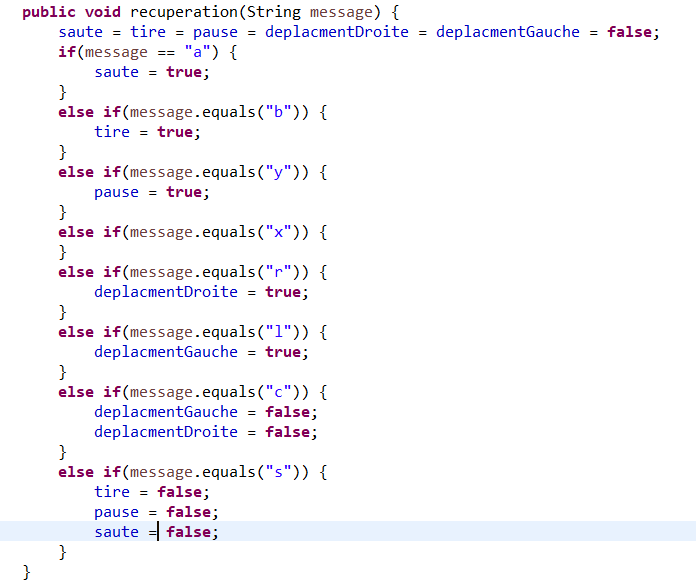 public void recuperation(String message) {
    saute = tire = pause = deplacmentDroite = deplacmentGauche = false;
    if(message == "a") {
        saute = true;
    }
    else if(message.equals("b")) {
        tire = true;
    }
    else if(message.equals("y")) {
        pause = true;
    }
    else if(message.equals("x")) {
    }
    else if(message.equals("r")) {
        deplacmentDroite = true;
    }
    else if(message.equals("l")) {
        deplacmentGauche = true;
    }
    else if(message.equals("c")) {
        deplacmentGauche = false;
        deplacmentDroite = false;
    }
    else if(message.equals("s")) {
        tire = false;
        pause = false;
        saute = false;
    }
}